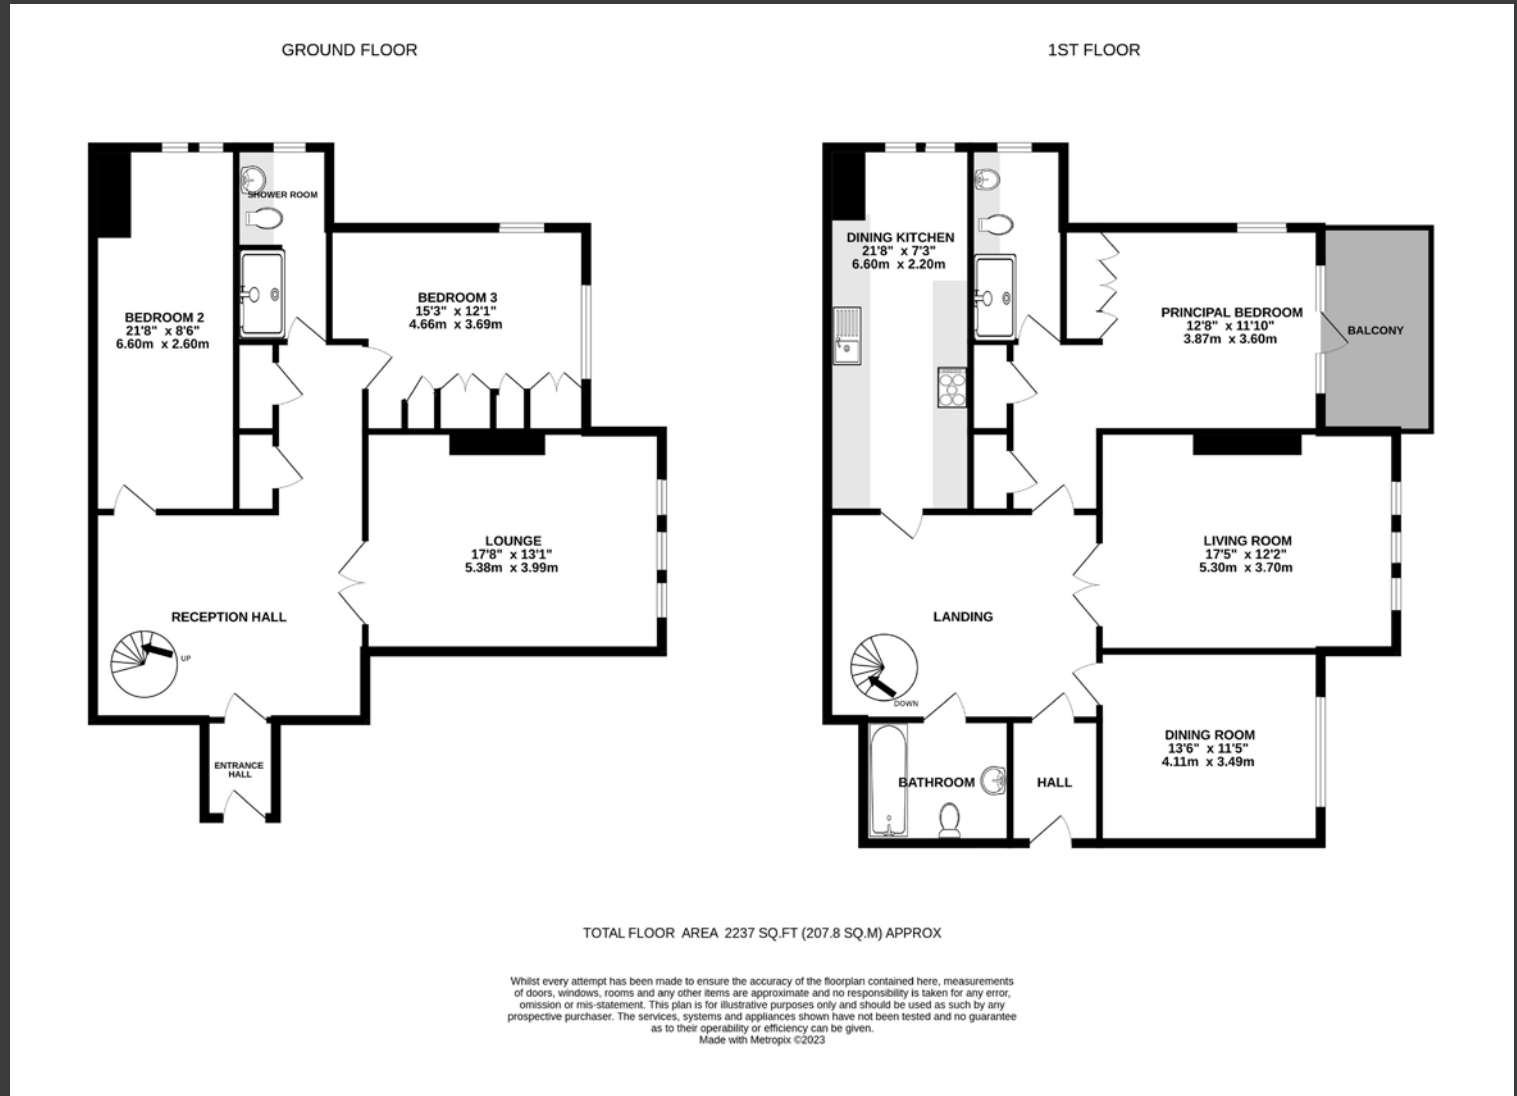 GROUND FLOOR
SHOWER ROOM
BEDROOM 2
21'8" x 8'6"
6.60m x 2.60m
BEDROOM 3
15'3" x 12'1"
4.66m x 3.69m
LOUNGE
17'8" x 13'1"
5.38m x 3.99m
RECEPTION HALL
UP
ENTRANCE
HALL
1ST FLOOR
DINING KITCHEN
21'8" x 7'3"
6.60m x 2.20m
PRINCIPAL BEDROOM
12'8" x 11'10"
3.87m x 3.60m
BALCONY
LIVING ROOM
17'5" x 12'2"
5.30m x 3.70m
LANDING
DOWN
DINING ROOM
13'6" x 11'5"
4.11m x 3.49m
BATHROOM
HALL
TOTAL FLOOR AREA 2237 SQ.FT (207.8 SQ.M) APPROX
Whilst every attempt has been made to ensure the accuracy of the floorplan contained here, measurements
of doors, windows, rooms and any other items are approximate and no responsibility is taken for any error,
omission or mis-statement. This plan is for illustrative purposes only and should be used as such by any
prospective purchaser. The services, systems and appliances shown have not been tested and no guarantee
as to their operability or efficiency can be given.
Made with Metropix ©2023